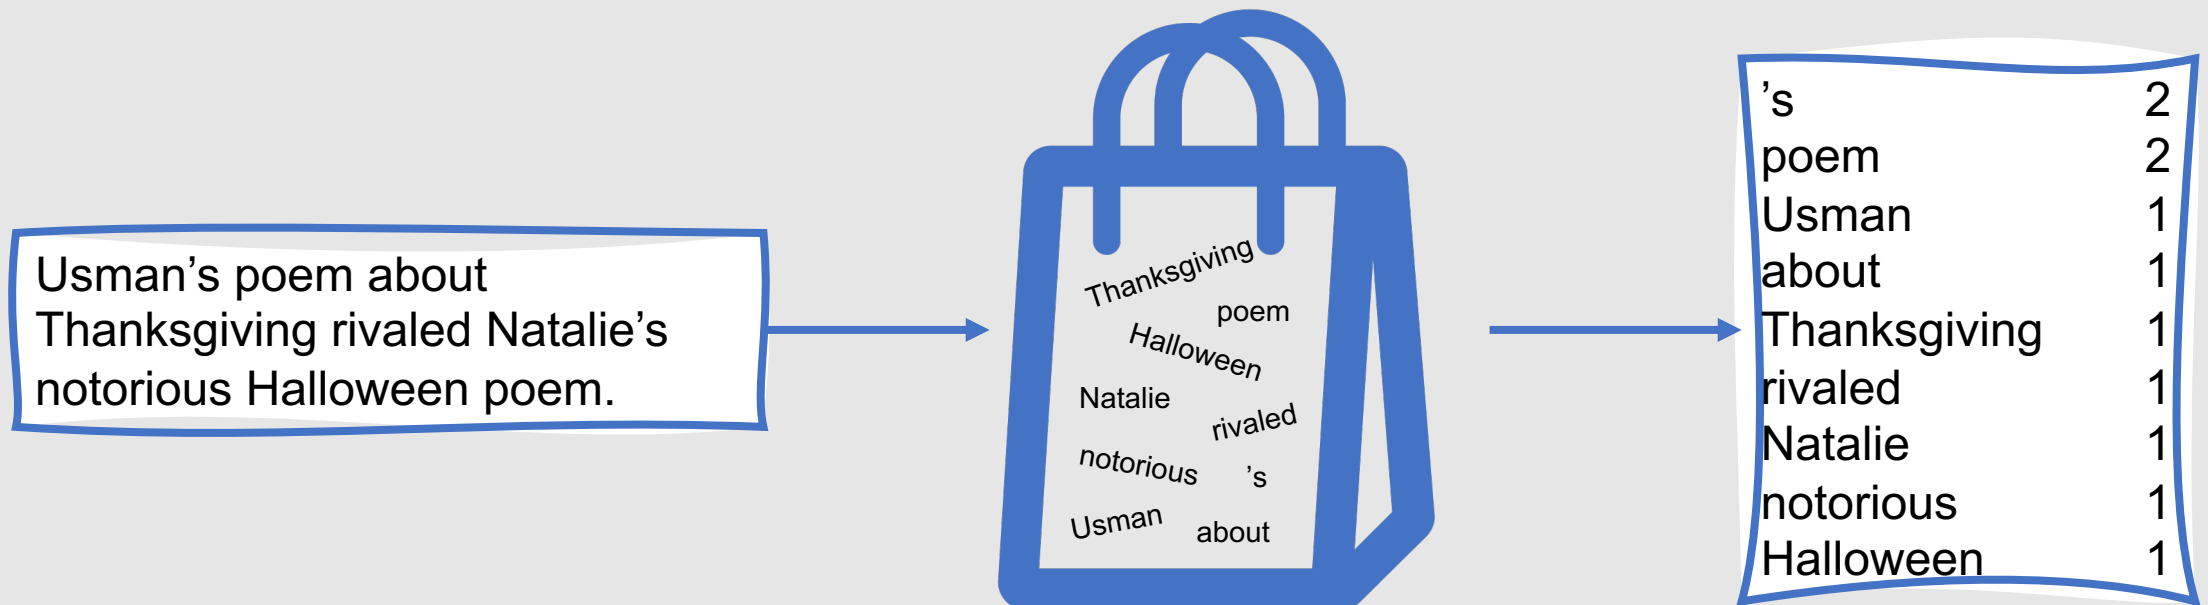 Usman’s poem about
Thanksgiving rivaled Natalie’s
notorious Halloween poem.
Thanksgiving
poem
Halloween
Natalie
rivaled
notorious
’s
Usman
about
’s 2
poem 2
Usman 1
about 1
Thanksgiving 1
rivaled 1
Natalie 1
notorious 1
Halloween 1